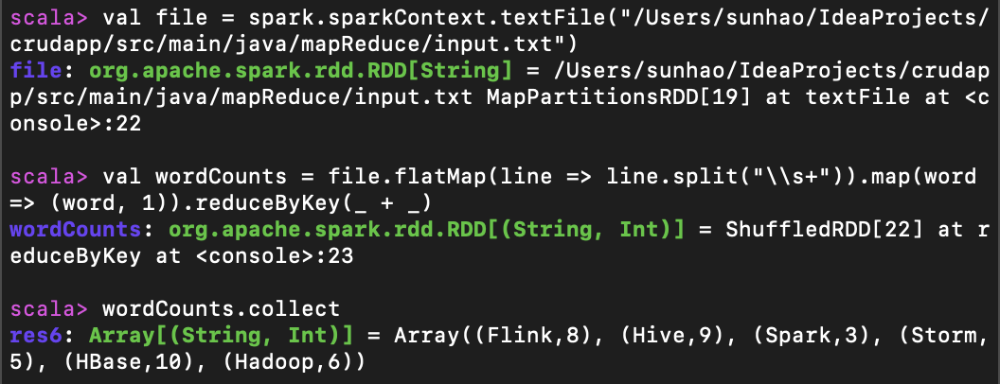 scala> val file = spark.sparkContext.textFile("/Users/sunhao/IdeaProjects/
crudapp/src/main/java/mapReduce/input.txt")
file: org.apache.spark.rdd.RDD[String] = /Users/sunhao/IdeaProjects/crudap
p/src/main/java/mapReduce/input.txt MapPartitionsRDD[19] at textFile at <c
onsole>:22
scala> val wordCounts = file.flatMap(line => line.split("\\s+")).map(word
=> (word, 1)).reduceByKey(_ + _)
wordCounts: org.apache.spark.rdd.RDD[(String, Int)] = ShuffledRDD[22] at r
educeByKey at <console>:23
scala> wordCounts.collect
res6: Array[(String, Int)] = Array((Flink,8), (Hive,9), (Spark,3), (Storm,
5), (HBase,10), (Hadoop,6))